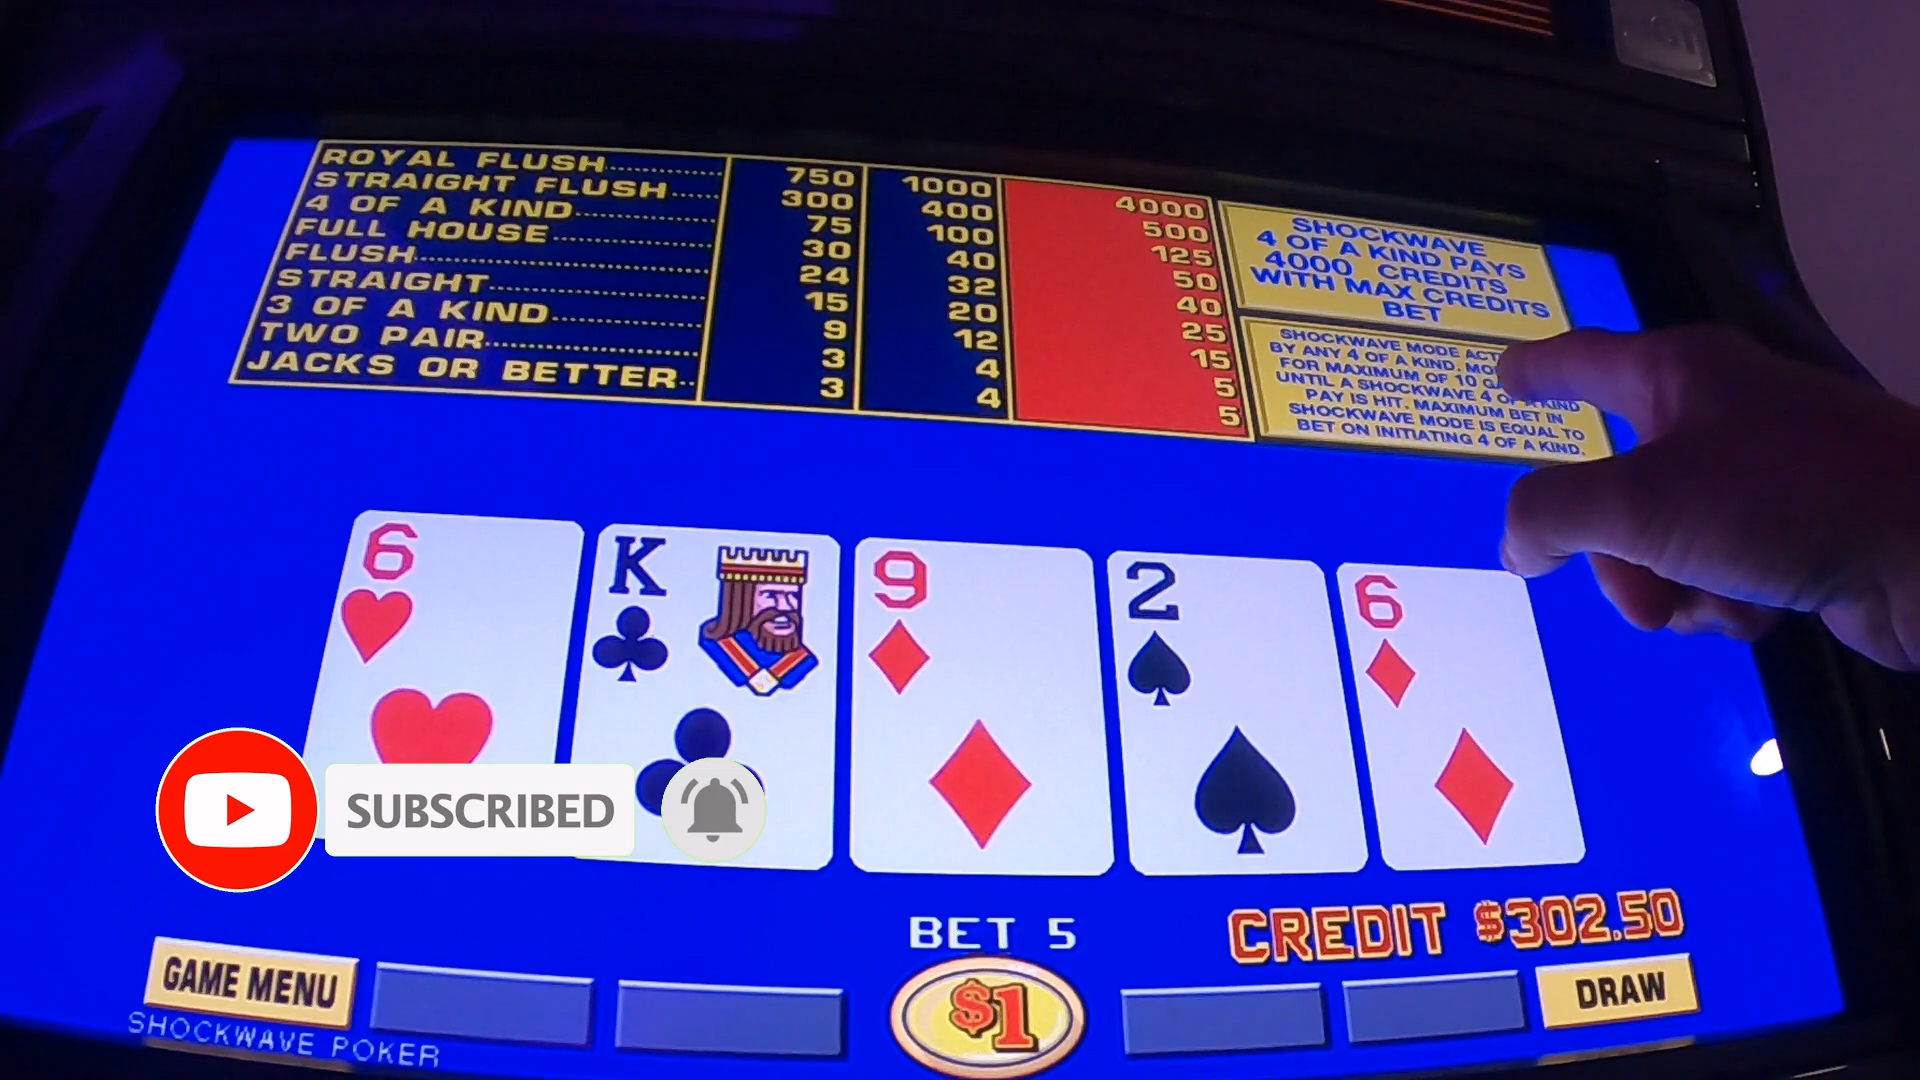 ROYAL FLUSH 750 1000 4000
STRAIGHT FLUSH 300 400 500
4 OF A KIND 75 100 125
FULL HOUSE 30 40 50
FLUSH 24 32 40
STRAIGHT 15 20 25
3 OF A KIND 9 12 15
TWO PAIR 3 4 5
JACKS OR BETTER 3 4 5
SHOCKWAVE
4 OF A KIND PAYS
4000 CREDITS
WITH MAX CREDITS
BET
SHOCKWAVE MODE ACT
BY ANY 4 OF A KIND. MO
FOR MAXIMUM OF 10 GA
UNTIL A SHOCKWAVE 4 OF A KIND
PAY IS HIT. MAXIMUM BET IN
SHOCKWAVE MODE IS EQUAL TO
BET ON INITIATING 4 OF A KIND.
6 K 9 2 6
SUBSCRIBED
BET 5
CREDIT $302.50
GAME MENU
$1
DRAW
SHOCKWAVE POKER